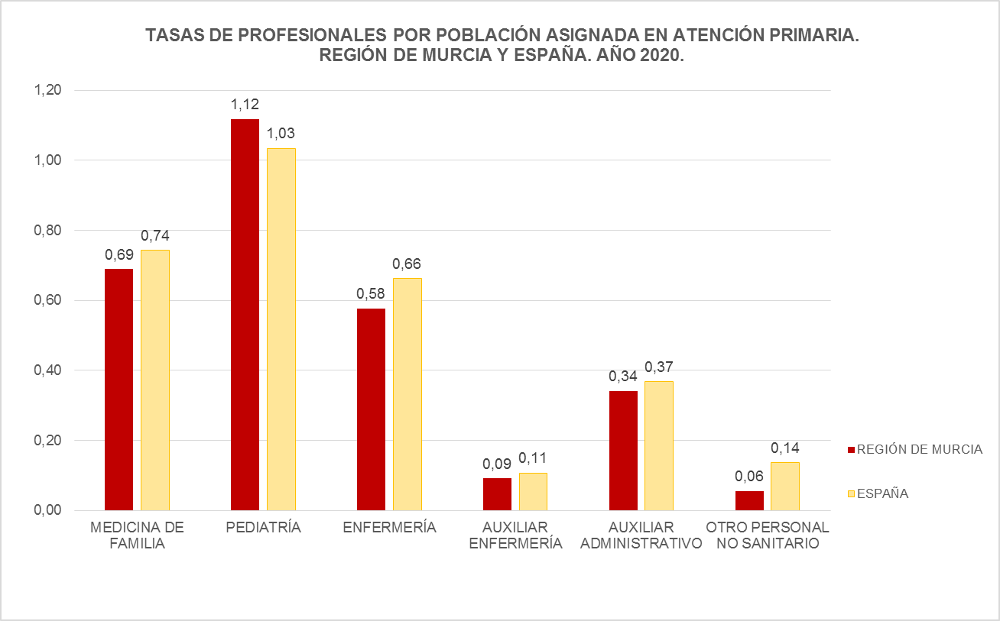 TASAS DE PROFESIONALES POR POBLACIÓN ASIGNADA EN ATENCIÓN PRIMARIA.
REGIÓN DE MURCIA Y ESPAÑA. AÑO 2020.
1,20
1,00
0,80
0,60
0,40
0,20
0,00
0,69
0,74
1,12
1,03
0,58
0,66
0,09
0,11
0,34
0,37
0,06
0,14
MEDICINA DE
FAMILIA
PEDIATRÍA
ENFERMERÍA
AUXILIAR
ENFERMERÍA
AUXILIAR
ADMINISTRATIVO
OTRO PERSONAL
NO SANITARIO
REGIÓN DE MURCIA
ESPAÑA